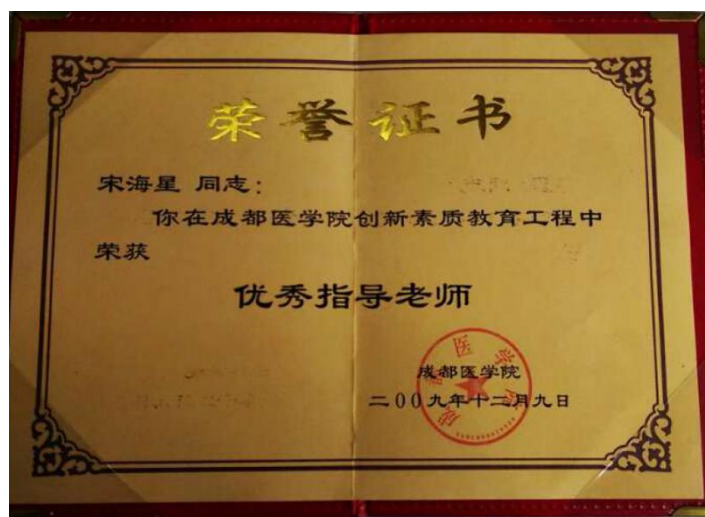 荣誉证书
宋海星 同志：
你在成都医学院创新素质教育工程中
荣获
优秀指导老师
成都医学院
二00九年十二月九日